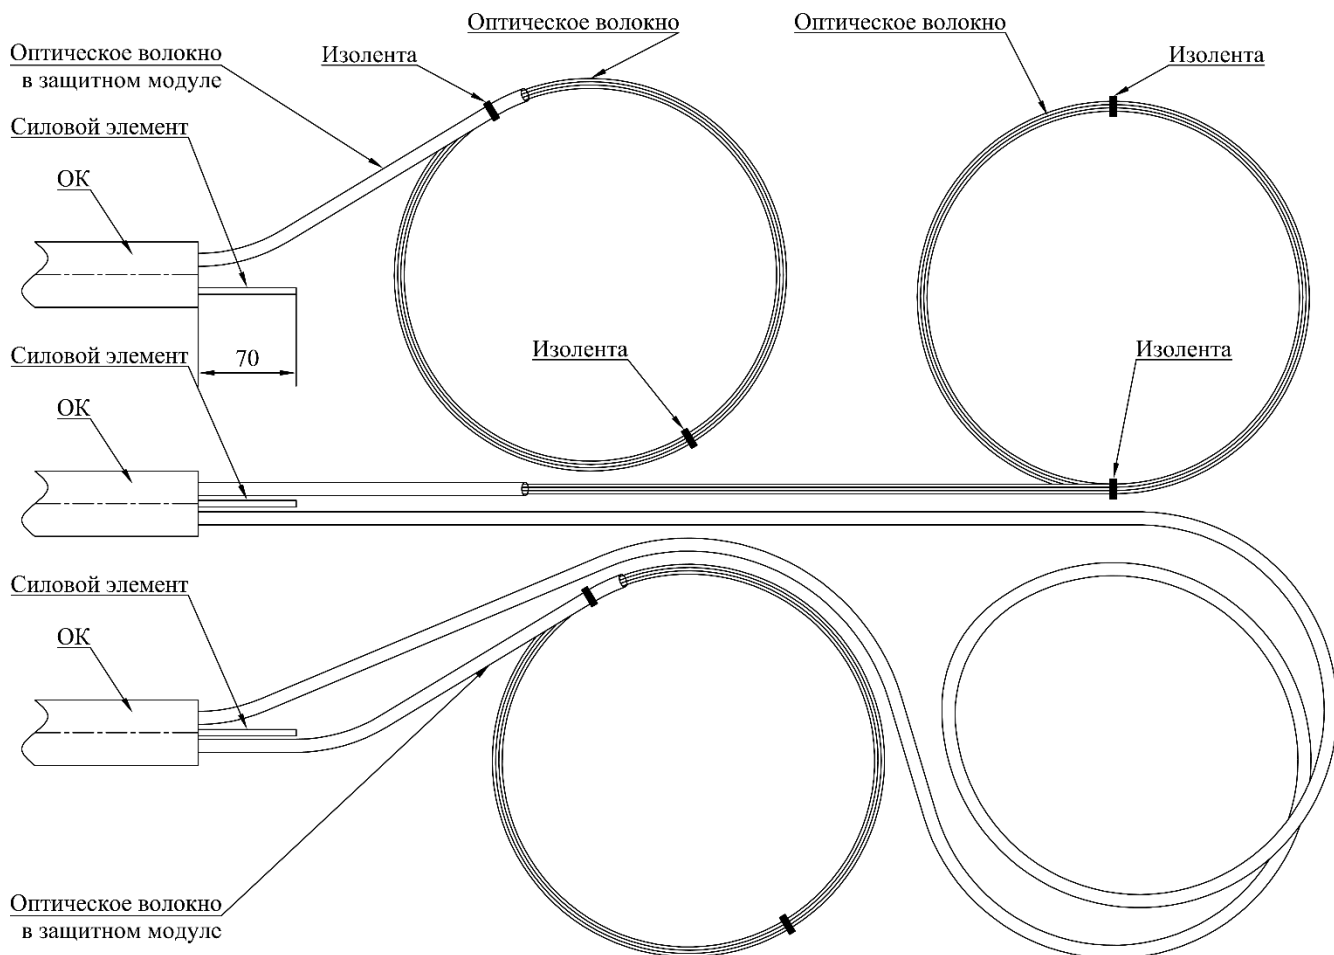 Оптическое волокно
Оптическое волокно
Оптическое волокно
в защитном модуле
Изолента
Изолента
Силовой элемент
ОК
Силовой элемент
70
Изолента
Изолента
ОК
Силовой элемент
ОК
Оптическое волокно
в защитном модуле